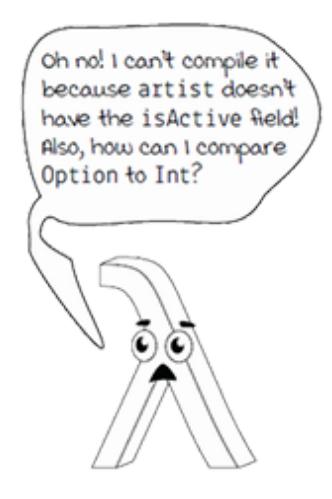 Oh no! I can't compile it
because artist doesn't
have the isActive field!
Also, how can I compare
Option to Int?